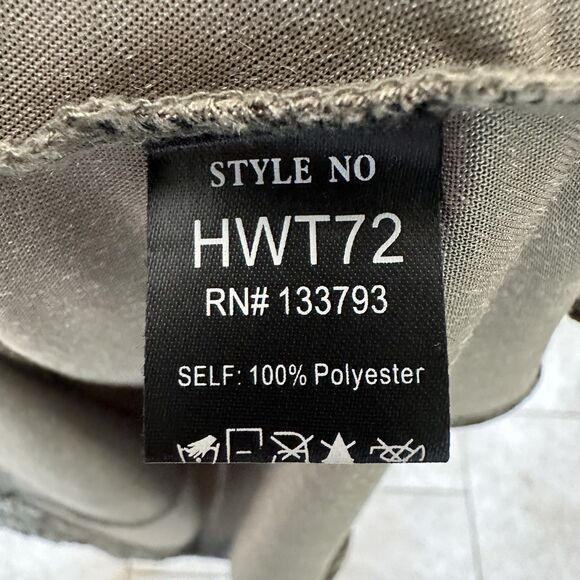 STYLE NO
HWT72
RN# 133793
SELF: 100% Polyester